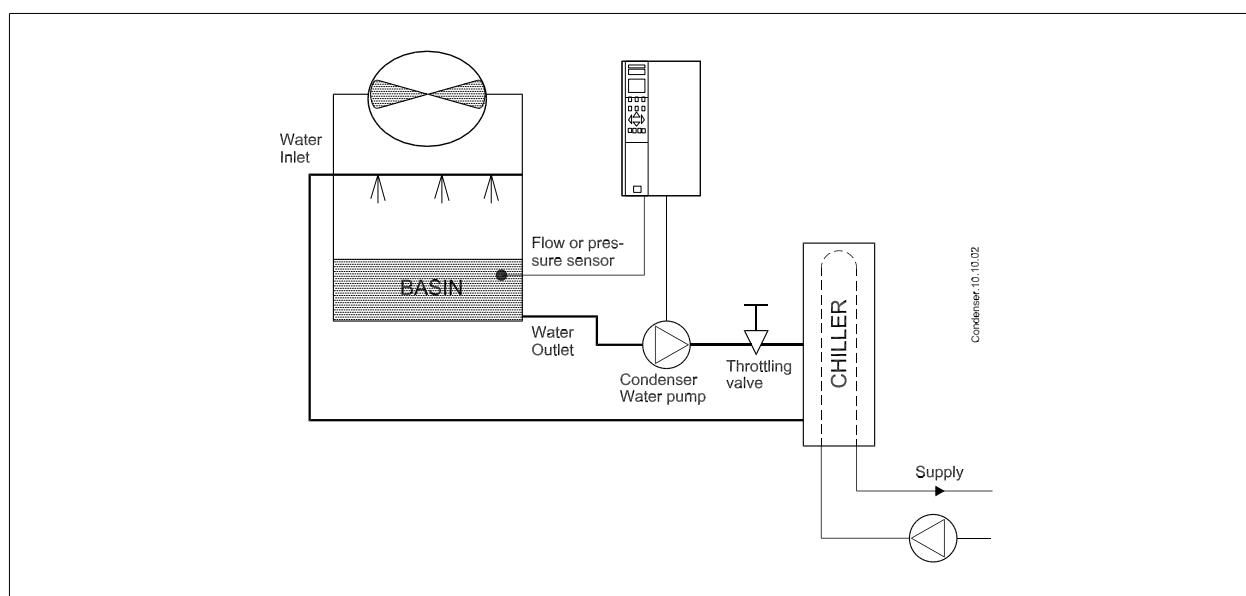 Water
Inlet
Flow or pres-
sure sensor
BASIN
Water
Outlet
Condenser
Water pump
Throttling
valve
CHILLER
Condenser.10.10.02
Supply